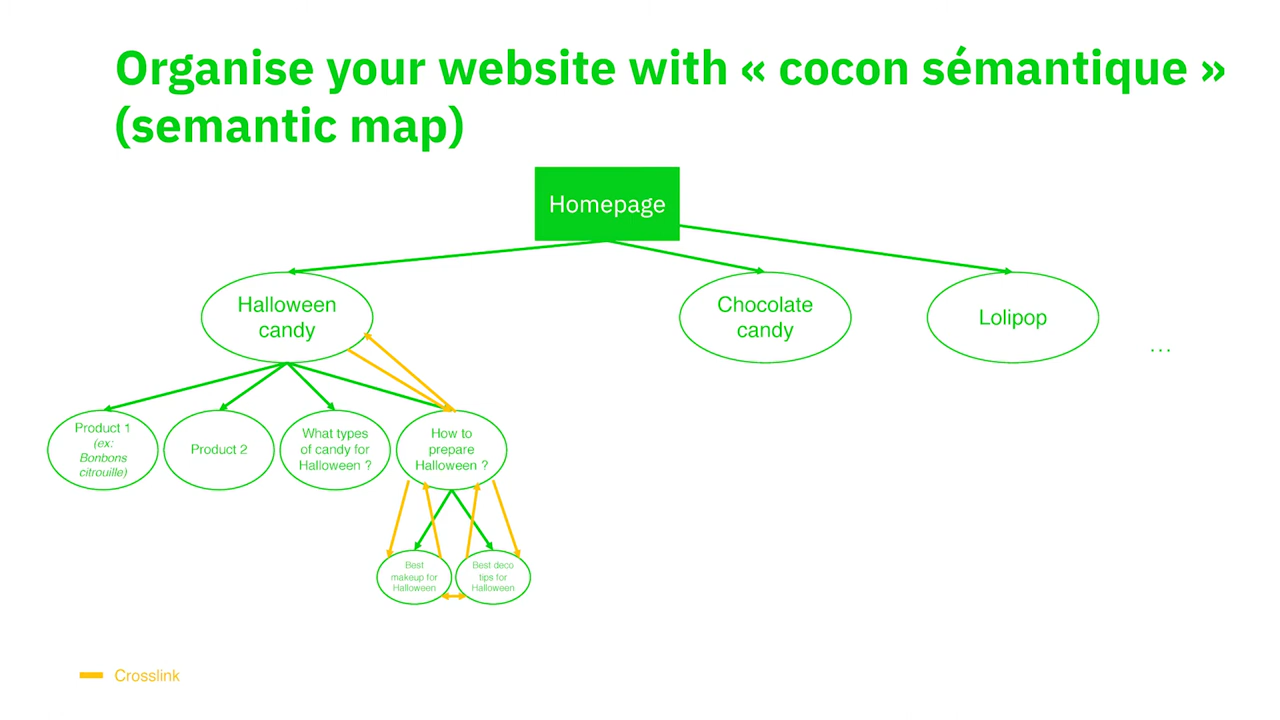 Organise your website with « cocon sémantique »
(semantic map)
Homepage
Halloween
candy
Chocolate
candy
Lolipop
...
Product 1
(ex:
Bonbons
citrouille)
Product 2
What types
of candy for
Halloween ?
How to
prepare
Halloween ?
Best
makeup for
Halloween
Best deco
tips for
Halloween
Crosslink